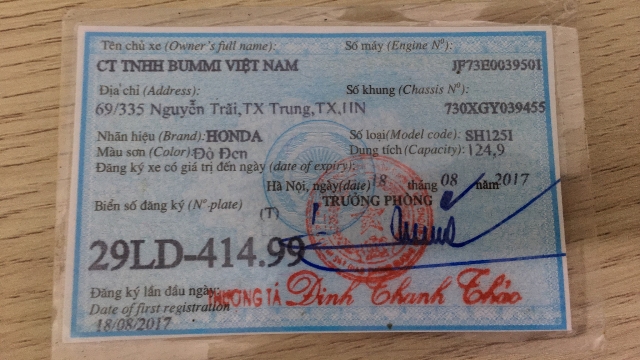 Tên chủ xe (Owner's full name): Số máy (Engine Nº):
CT TNHH BUMMI VIỆT NAM JF73E0039501
Địa chỉ (Address): Số khung (Chassis Nº):
69/335 Nguyễn Trãi,TX Trung,TX,HN 730XGY039455
Nhãn hiệu (Brand): HONDA Số loại(Model code): SH125I
Màu sơn (Color): Đỏ Đen Dung tích (Capacity): 124,9
Đăng ký xe có giá trị đến ngày (date of expiry):
Hà Nội, ngày(date) 18 tháng 08 năm 2017
Biển số đăng ký (Nº plate) (T) TRƯỞNG PHÒNG
29LD-414.99
Đăng ký lần đầu ngày: THƯỢNG TÁ Đinh Thanh Thảo
Date of first registration
18/08/2017